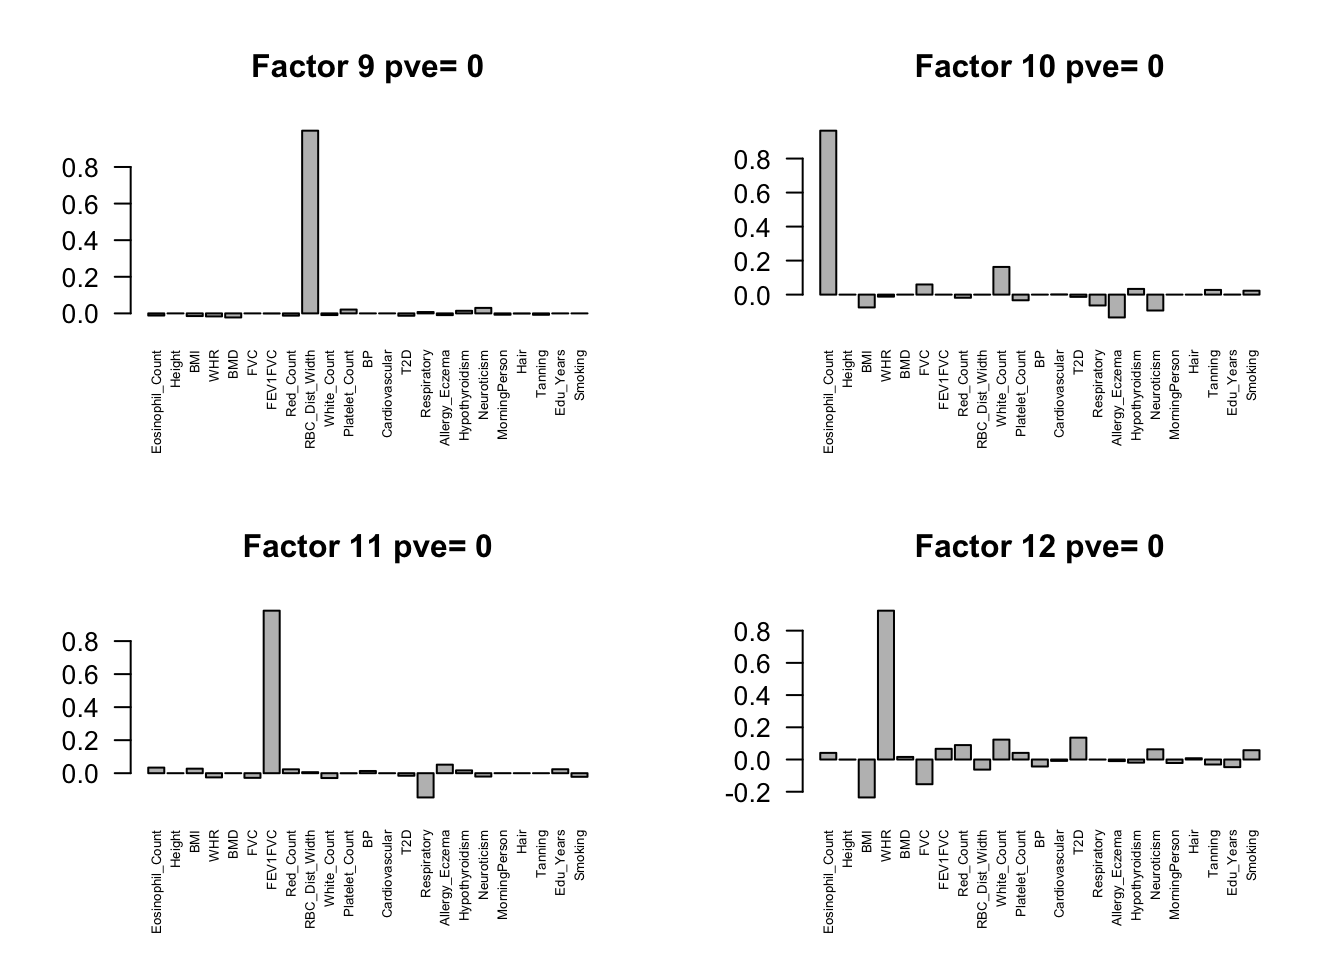 Factor 9 pve= 0
0.8
0.6
0.4
0.2
0.0
Eosinophil_Count
Height
BMI
WHR
BMD
FVC
FEV1FVC
Red_Count
RBC_Dist_Width
White_Count
Platelet_Count
BP
Cardiovascular
T2D
Respiratory
Allergy_Eczema
Hypothyroidism
Neuroticism
MorningPerson
Hair
Tanning
Edu_Years
Smoking
Factor 10 pve= 0
0.8
0.6
0.4
0.2
0.0
Eosinophil_Count
Height
BMI
WHR
BMD
FVC
FEV1FVC
Red_Count
RBC_Dist_Width
White_Count
Platelet_Count
BP
Cardiovascular
T2D
Respiratory
Allergy_Eczema
Hypothyroidism
Neuroticism
MorningPerson
Hair
Tanning
Edu_Years
Smoking
Factor 11 pve= 0
0.8
0.6
0.4
0.2
0.0
Eosinophil_Count
Height
BMI
WHR
BMD
FVC
FEV1FVC
Red_Count
RBC_Dist_Width
White_Count
Platelet_Count
BP
Cardiovascular
T2D
Respiratory
Allergy_Eczema
Hypothyroidism
Neuroticism
MorningPerson
Hair
Tanning
Edu_Years
Smoking
Factor 12 pve= 0
0.8
0.6
0.4
0.2
0.0
-0.2
Eosinophil_Count
Height
BMI
WHR
BMD
FVC
FEV1FVC
Red_Count
RBC_Dist_Width
White_Count
Platelet_Count
BP
Cardiovascular
T2D
Respiratory
Allergy_Eczema
Hypothyroidism
Neuroticism
MorningPerson
Hair
Tanning
Edu_Years
Smoking